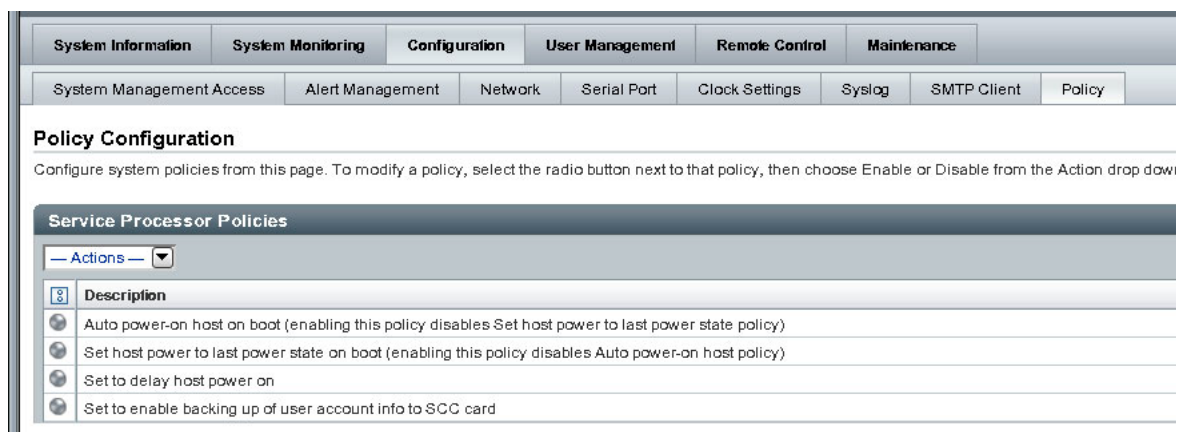 System Information System Monitoring Configuration User Management Remote Control Maintenance
System Management Access Alert Management Network Serial Port Clock Settings Syslog SMTP Client Policy
Policy Configuration
Configure system policies from this page. To modify a policy, select the radio button next to that policy, then choose Enable or Disable from the Action drop down
Service Processor Policies
— Actions —
Description
Auto power-on host on boot (enabling this policy disables Set host power to last power state policy)
Set host power to last power state on boot (enabling this policy disables Auto power-on host policy)
Set to delay host power on
Set to enable backing up of user account info to SCC card